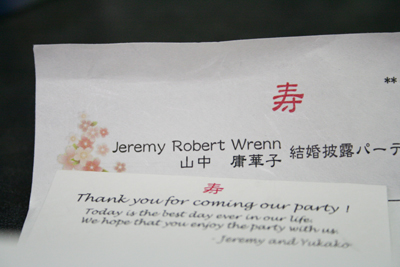 **
寿
Jeremy Robert Wrenn
山中 庸華子 結婚披露パーテ
寿
Thank you for coming our party !
Today is the best day ever in our life.
We hope that you enjoy the party with us.
- Jeremy and Yukako